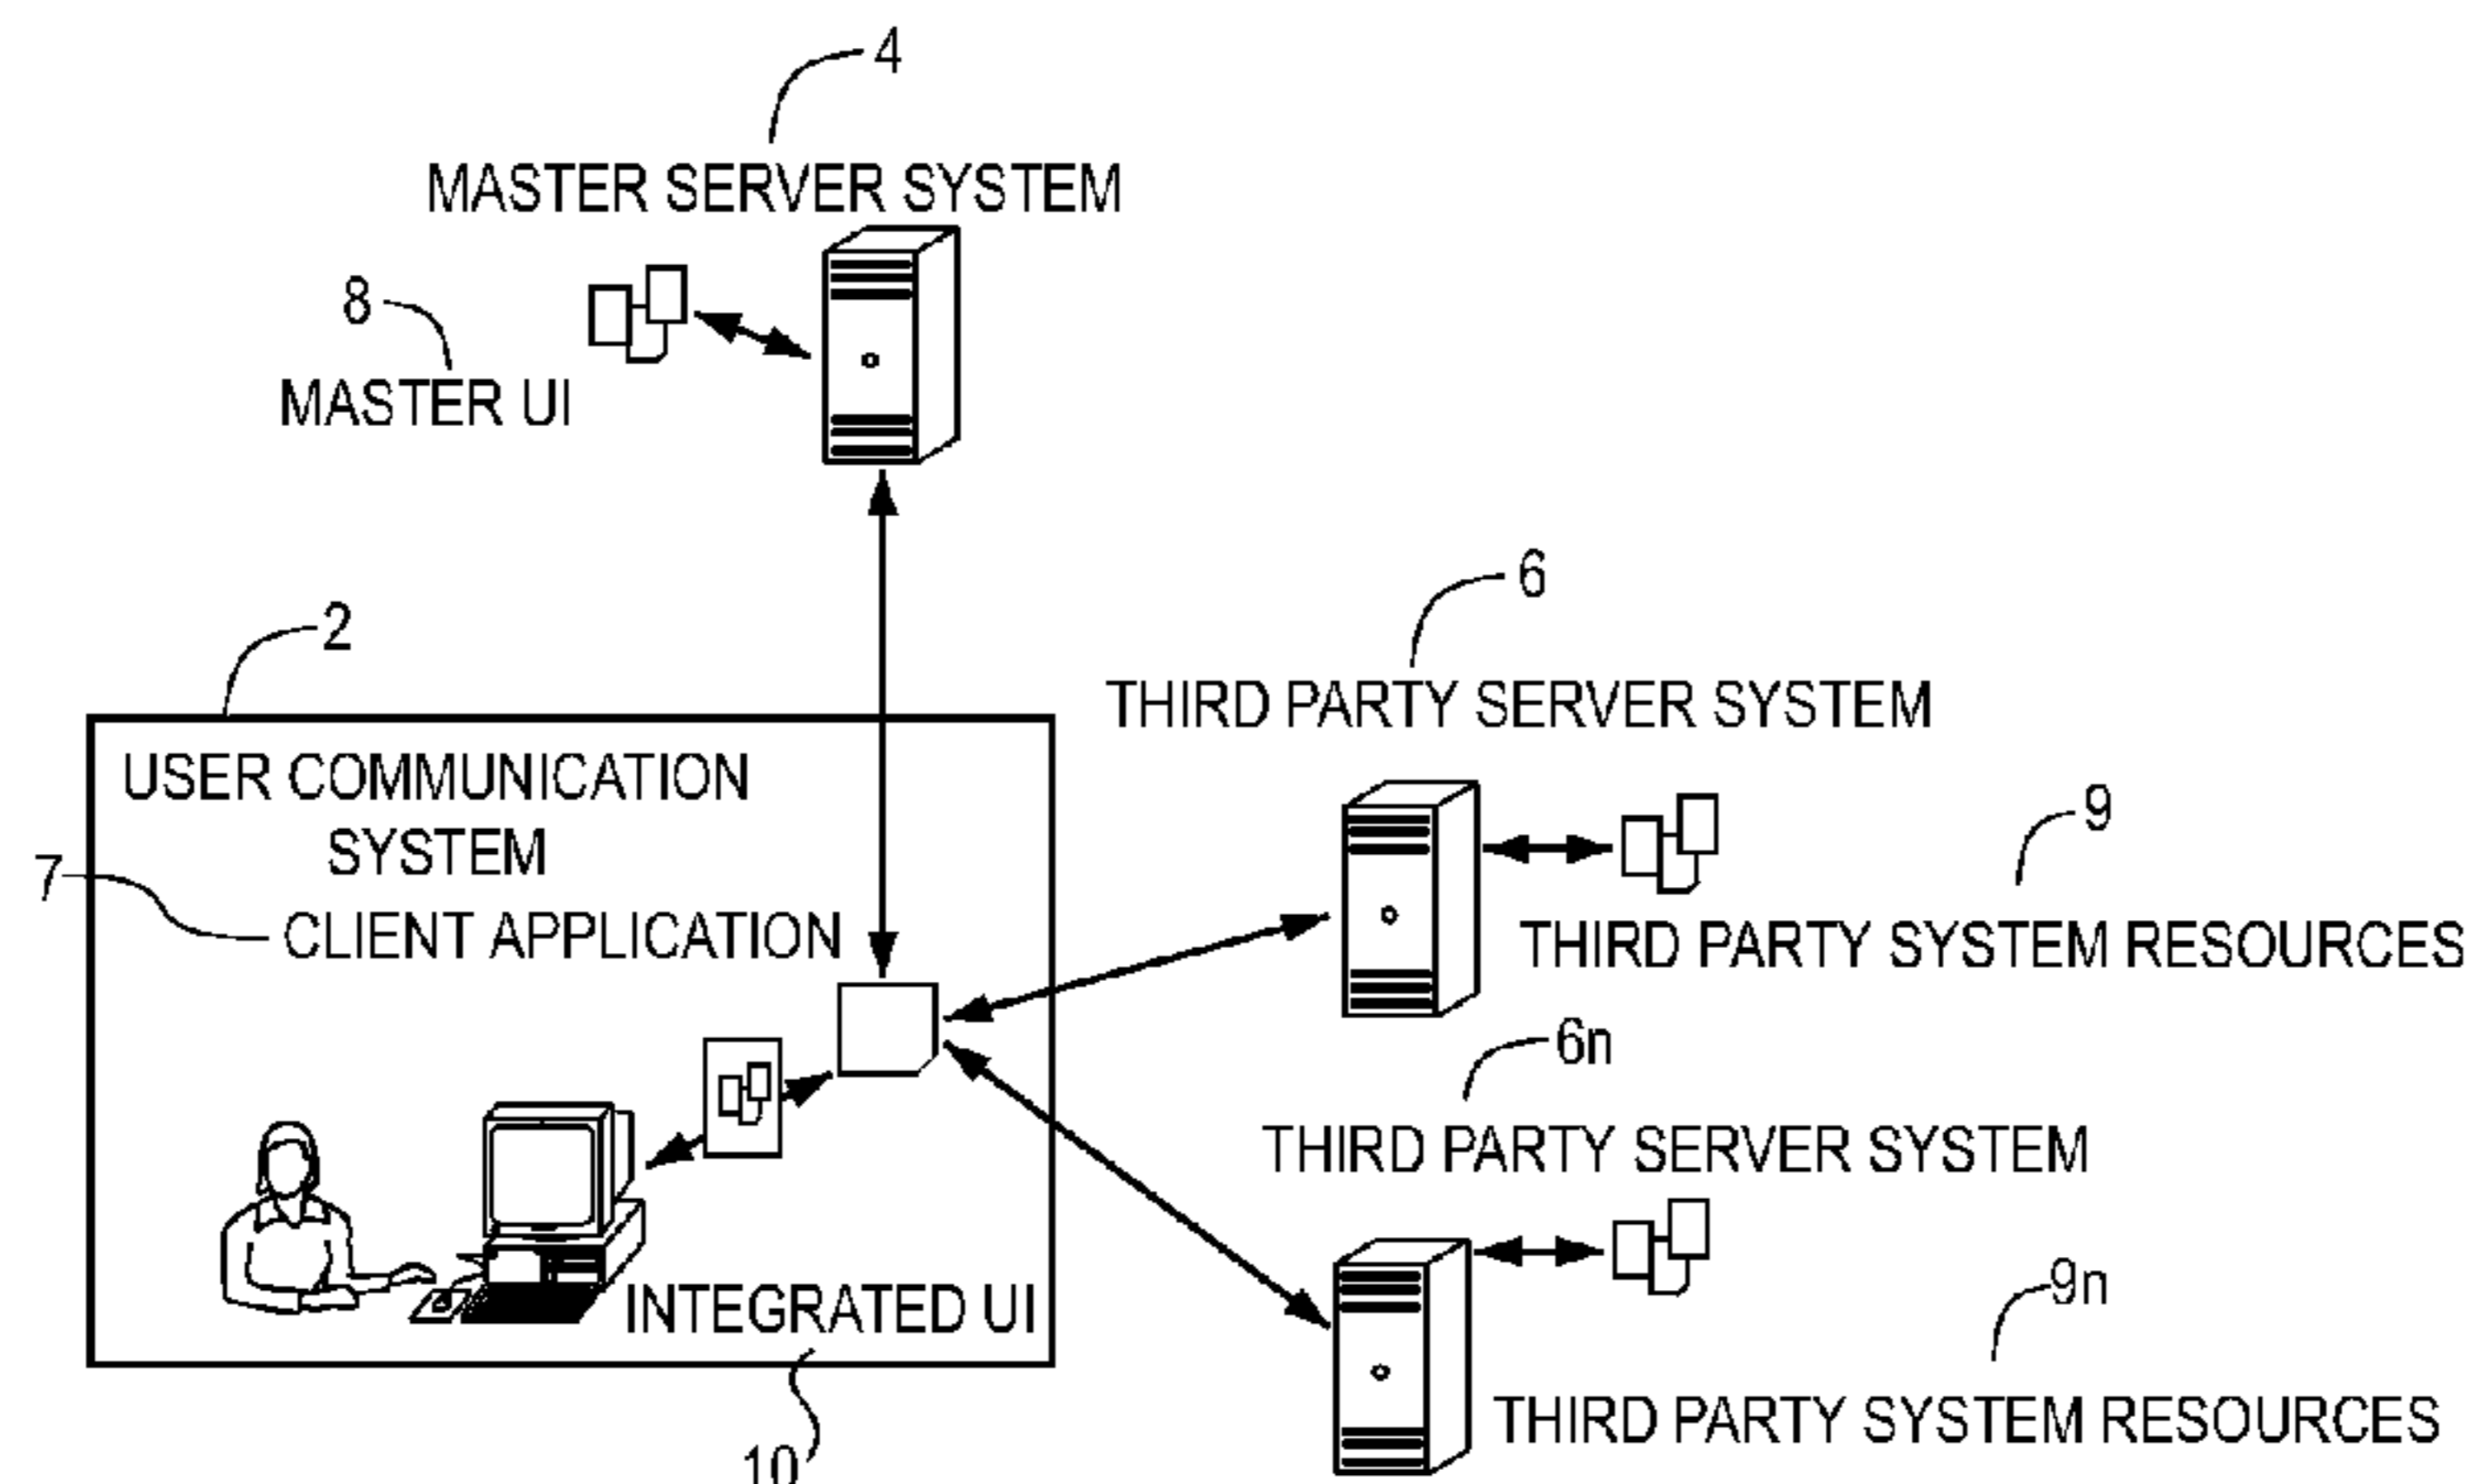 4
MASTER SERVER SYSTEM
8
MASTER UI
6
2
THIRD PARTY SERVER SYSTEM
USER COMMUNICATION
SYSTEM
9
7
CLIENT APPLICATION
THIRD PARTY SYSTEM RESOURCES
6n
THIRD PARTY SERVER SYSTEM
9n
INTEGRATED UI
THIRD PARTY SYSTEM RESOURCES
10